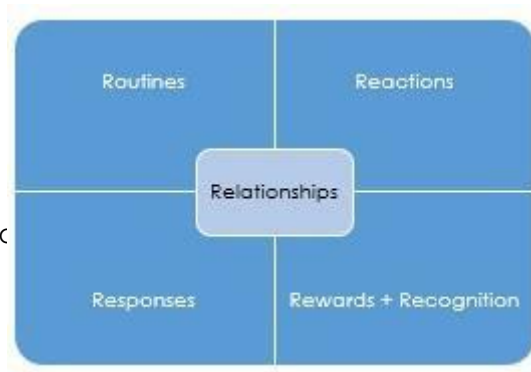 Routines
Reactions
Relationships
Responses
Rewards + Recognition